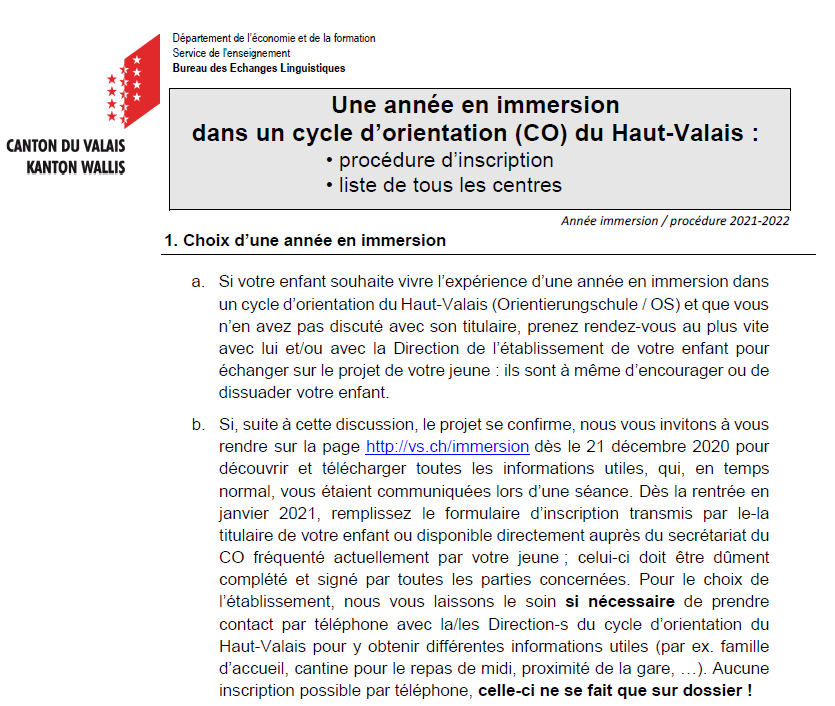 Département de l'économie et de la formation
Service de l'enseignement
Bureau des Echanges Linguistiques
CANTON DU VALAIS
KANTON WALLIS
Une année en immersion
dans un cycle d'orientation (CO) du Haut-Valais :
• procédure d'inscription
• liste de tous les centres
Année immersion / procédure 2021-2022
1. Choix d'une année en immersion
a. Si votre enfant souhaite vivre l'expérience d'une année en immersion dans
un cycle d'orientation du Haut-Valais (Orientierungschule / OS) et que vous
n'en avez pas discuté avec son titulaire, prenez rendez-vous au plus vite
avec lui et/ou avec la Direction de l'établissement de votre enfant pour
échanger sur le projet de votre jeune : ils sont à même d'encourager ou de
dissuader votre enfant.
b. Si, suite à cette discussion, le projet se confirme, nous vous invitons à vous
rendre sur la page http://vs.ch/immersion dès le 21 décembre 2020 pour
découvrir et télécharger toutes les informations utiles, qui, en temps
normal, vous étaient communiquées lors d'une séance. Dès la rentrée en
janvier 2021, remplissez le formulaire d'inscription transmis par le-la
titulaire de votre enfant ou disponible directement auprès du secrétariat du
CO fréquenté actuellement par votre jeune ; celui-ci doit être dûment
complété et signé par toutes les parties concernées. Pour le choix de
l'établissement, nous vous laissons le soin si nécessaire de prendre
contact par téléphone avec la/les Direction-s du cycle d'orientation du
Haut-Valais pour y obtenir différentes informations utiles (par ex. famille
d'accueil, cantine pour le repas de midi, proximité de la gare, …). Aucune
inscription possible par téléphone, celle-ci ne se fait que sur dossier !